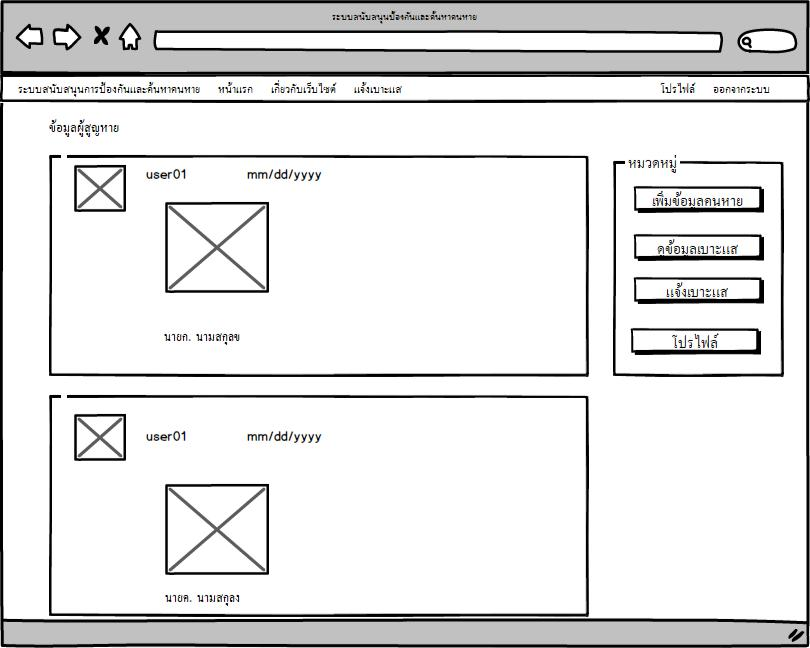 ระบบสนับสนุนป้องกันและค้นหาคนหาย
ระบบสนับสนุนการป้องกันและค้นหาคนหาย หน้าแรก เกี่ยวกับเว็บไซต์ แจ้งเบาะแส โปรไฟล์ ออกจากระบบ
ข้อมูลผู้สูญหาย
user01 mm/dd/yyyy
นายก. นามสกุลข
หมวดหมู่
เพิ่มข้อมูลคนหาย
ดูข้อมูลเบาะแส
แจ้งเบาะแส
โปรไฟล์
user01 mm/dd/yyyy
นายค. นามสกุลง